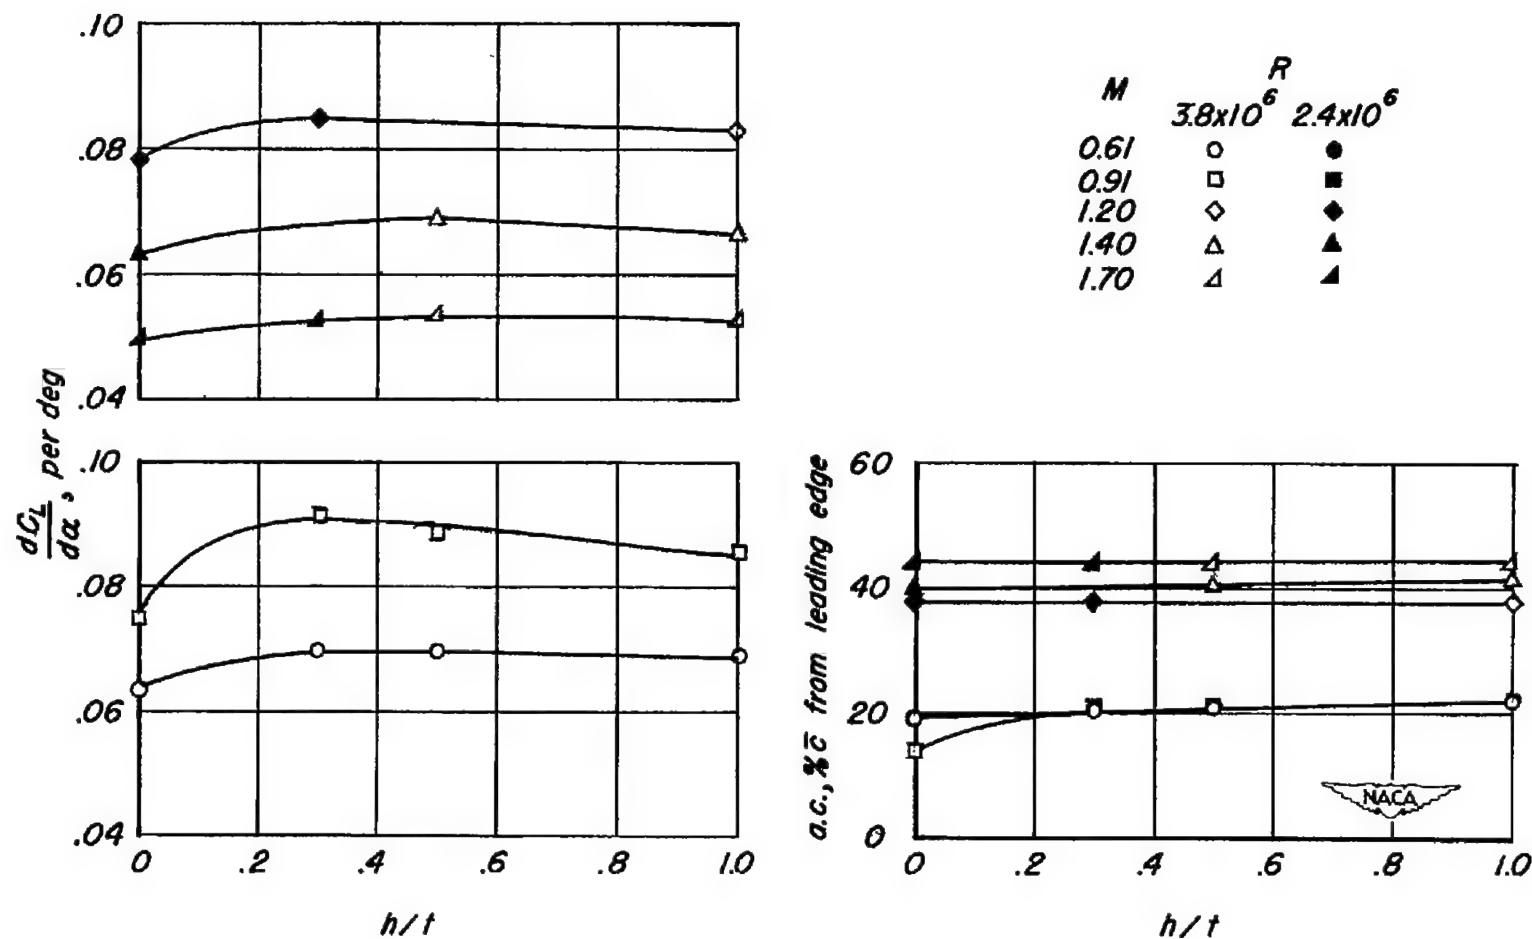 .10
.08
.06
.04
M R
3.8x10^6 2.4x10^6
0.61
0.91
1.20
1.40
1.70
dC_L/dα, per deg
.10
.08
.06
.04
0 .2 .4 .6 .8 1.0
h/t
a.c., % c̄ from leading edge
60
40
20
0
NACA
0 .2 .4 .6 .8 1.0
h/t